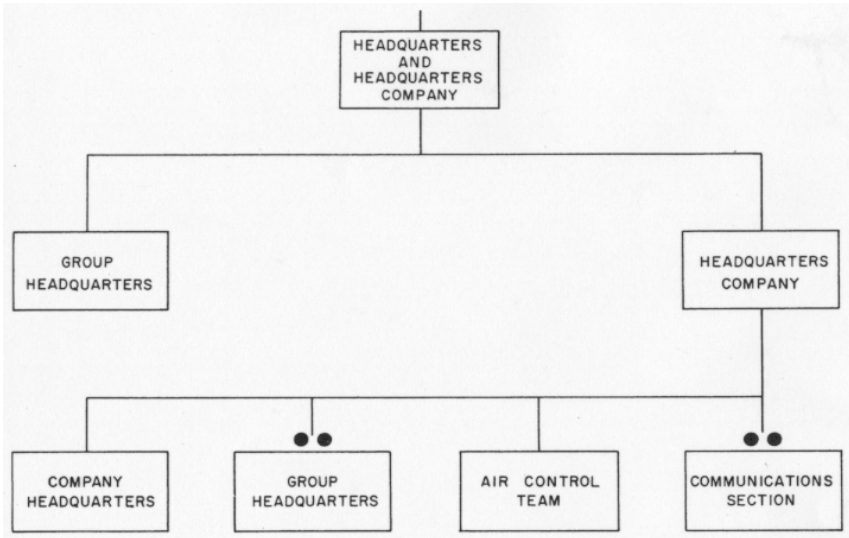 HEADQUARTERS
AND
HEADQUARTERS
COMPANY
GROUP
HEADQUARTERS
HEADQUARTERS
COMPANY
COMPANY
HEADQUARTERS
GROUP
HEADQUARTERS
AIR CONTROL
TEAM
COMMUNICATIONS
SECTION